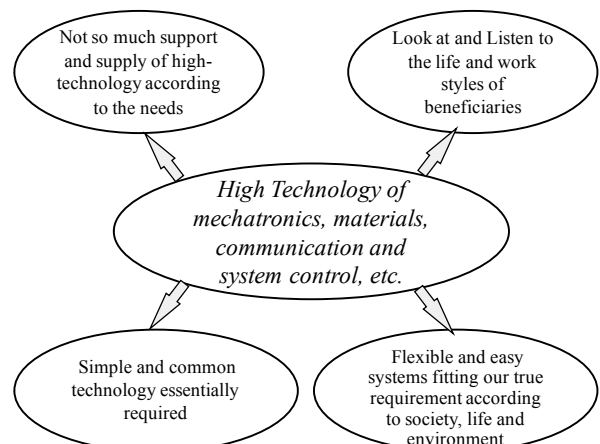 Not so much support
and supply of high-
technology according
to the needs
Look at and Listen to
the life and work
styles of
beneficiaries
High Technology of
mechatronics, materials,
communication and
system control, etc.
Simple and common
technology essentially
required
Flexible and easy
systems fitting our true
requirement according
to society, life and
environment